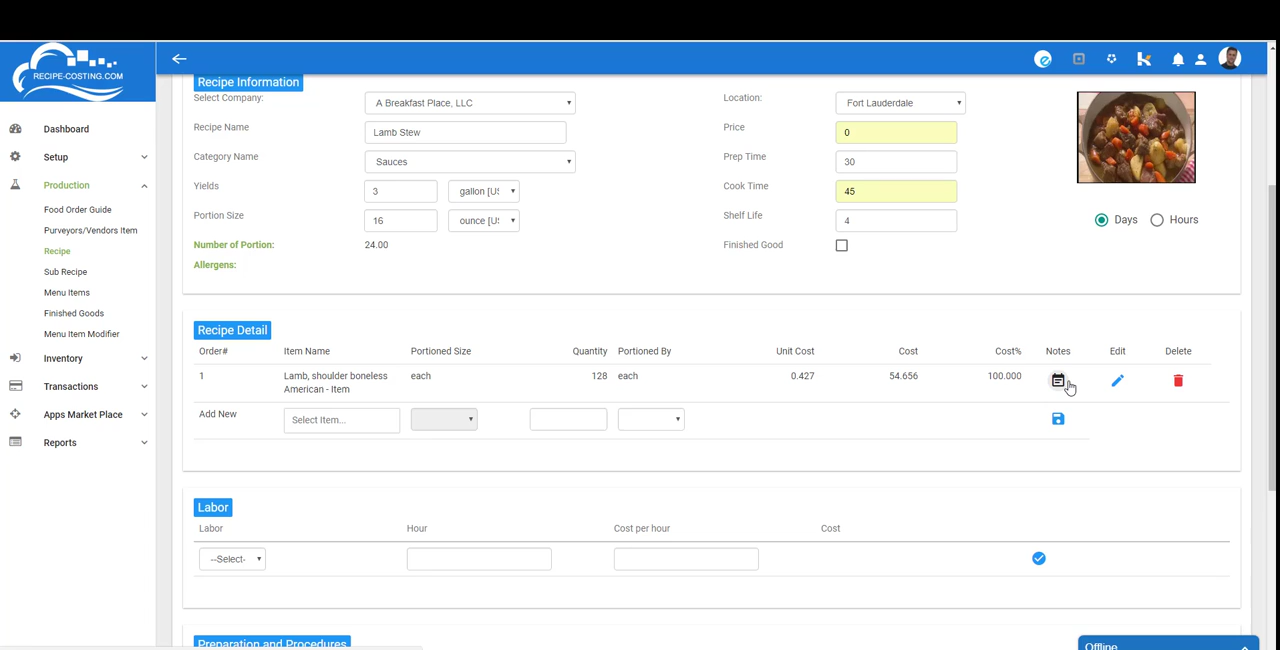 RECIPE-COSTING.COM
Dashboard
Setup
Production
Food Order Guide
Purveyors/Vendors Item
Recipe
Sub Recipe
Menu Items
Finished Goods
Menu Item Modifier
Inventory
Transactions
Apps Market Place
Reports
Recipe Information
Select Company: A Breakfast Place, LLC Location: Fort Lauderdale
Recipe Name Lamb Stew Price 0
Category Name Sauces Prep Time 30
Yields 3 gallon [US Cook Time 45
Portion Size 16 ounce [US Shelf Life 4 Days Hours
Number of Portion: 24.00 Finished Good
Allergens:
Recipe Detail
Order# Item Name Portioned Size Quantity Portioned By Unit Cost Cost Cost% Notes Edit Delete
1 Lamb, shoulder boneless each 128 each 0.427 54.656 100.000
American - Item
Add New Select Item...
Labor
Labor Hour Cost per hour Cost
--Select-
Preparation and Procedures
Offline